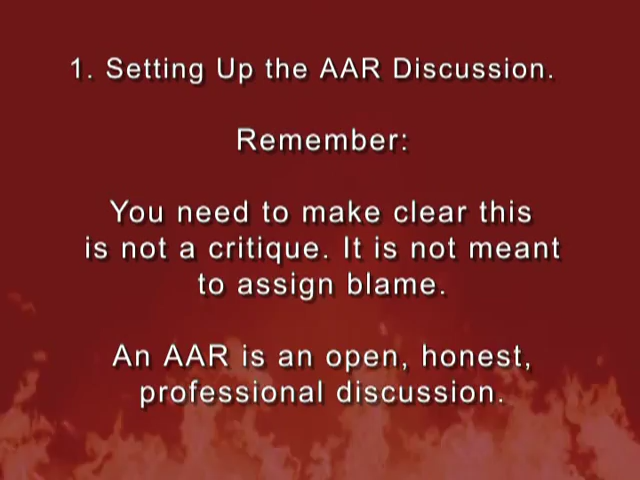 1. Setting Up the AAR Discussion.
Remember:
You need to make clear this
is not a critique. It is not meant
to assign blame.
An AAR is an open, honest,
professional discussion.